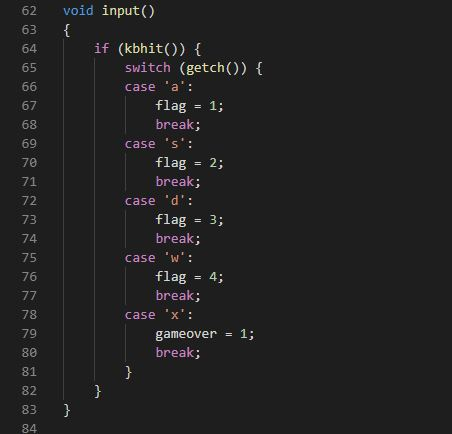 62 void input()
63 {
64     if (kbhit()) {
65         switch (getch()) {
66         case 'a':
67             flag = 1;
68             break;
69         case 's':
70             flag = 2;
71             break;
72         case 'd':
73             flag = 3;
74             break;
75         case 'w':
76             flag = 4;
77             break;
78         case 'x':
79             gameover = 1;
80             break;
81         }
82     }
83 }
84